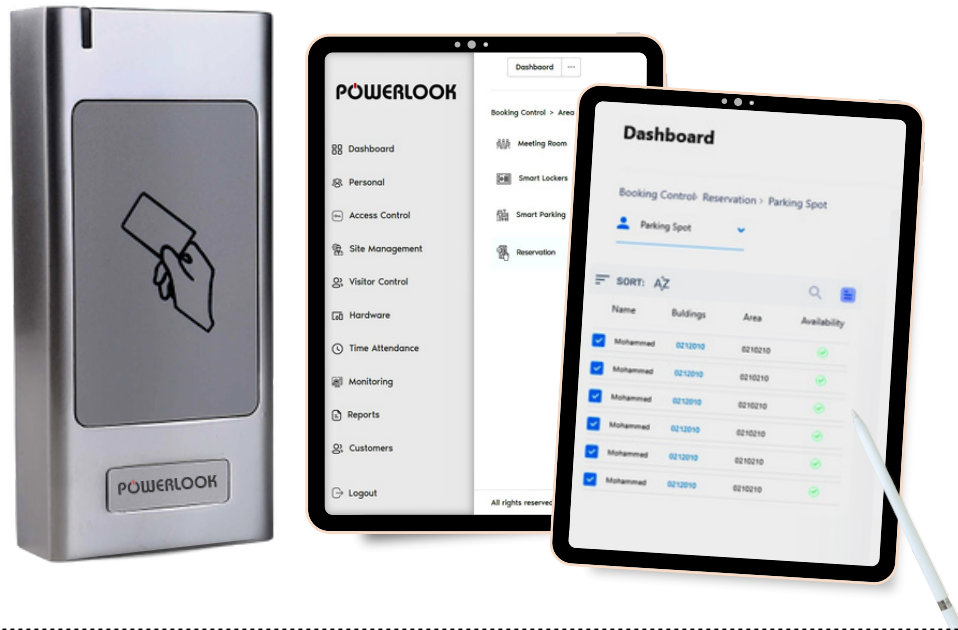 POWERLOOK
POWERLOOK
Dashboard
Personal
Access Control
Site Management
Visitor Control
Hardware
Time Attendance
Monitoring
Reports
Customers
Logout
Dashbaord ...
Booking Control > Area
Meeting Room
Smart Lockers
Smart Parking
Reservation
All rights reserved
Dashboard
Booking Control› Reservation › Parking Spot
Parking Spot
SORT: AZ
Name Buldings Area Availability
Mohammed 0212010 0210210
Mohammed 0212010 0210210
Mohammed 0212010 0210210
Mohammed 0212010 0210210
Mohammed 0212010 0210210
Mohammed 0212010 0210210